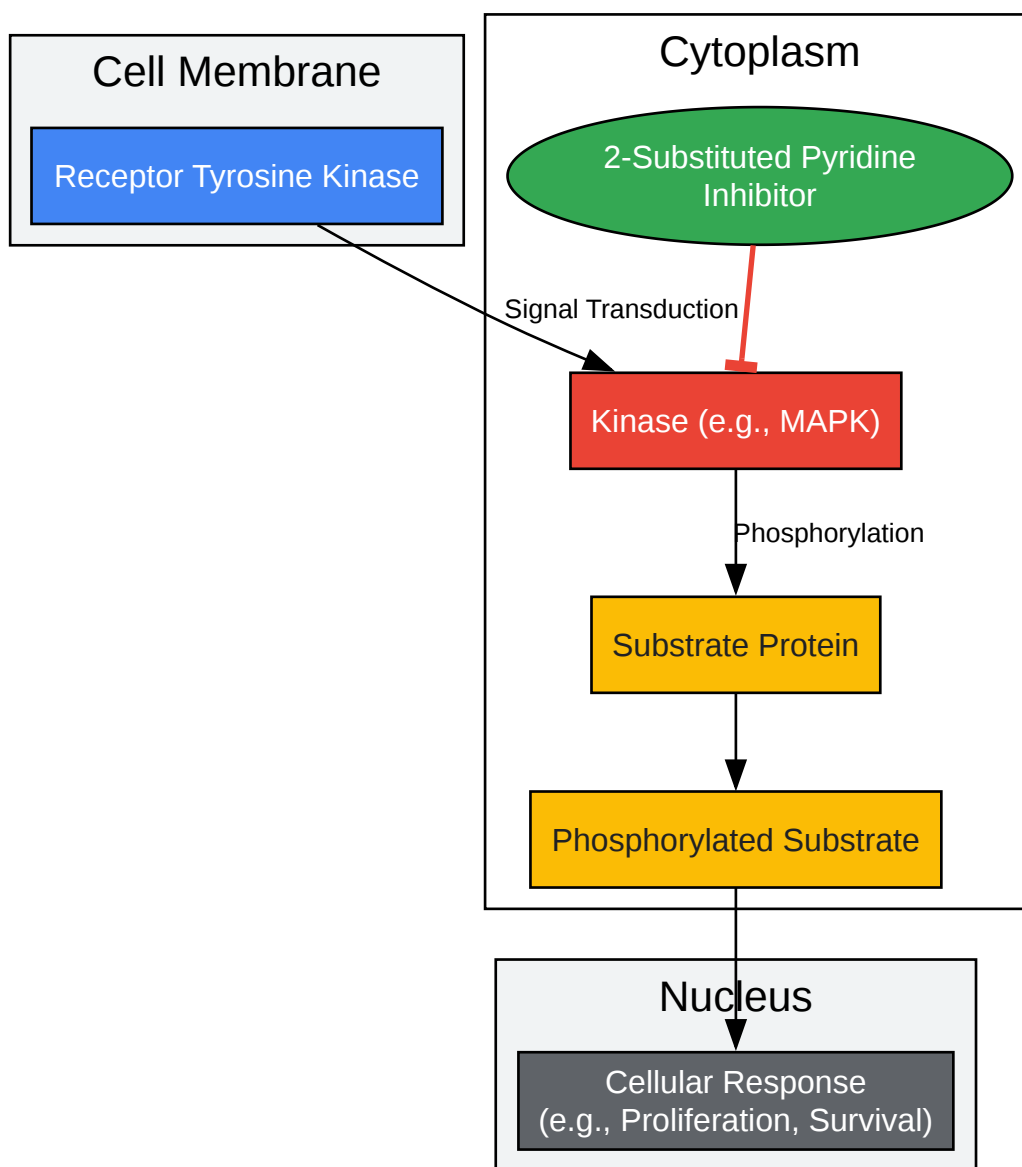 Cell Membrane
Receptor Tyrosine Kinase
Cytoplasm
2-Substituted Pyridine
Inhibitor
Signal Transduction
Kinase (e.g., MAPK)
Phosphorylation
Substrate Protein
Phosphorylated Substrate
Nucleus
Cellular Response
(e.g., Proliferation, Survival)